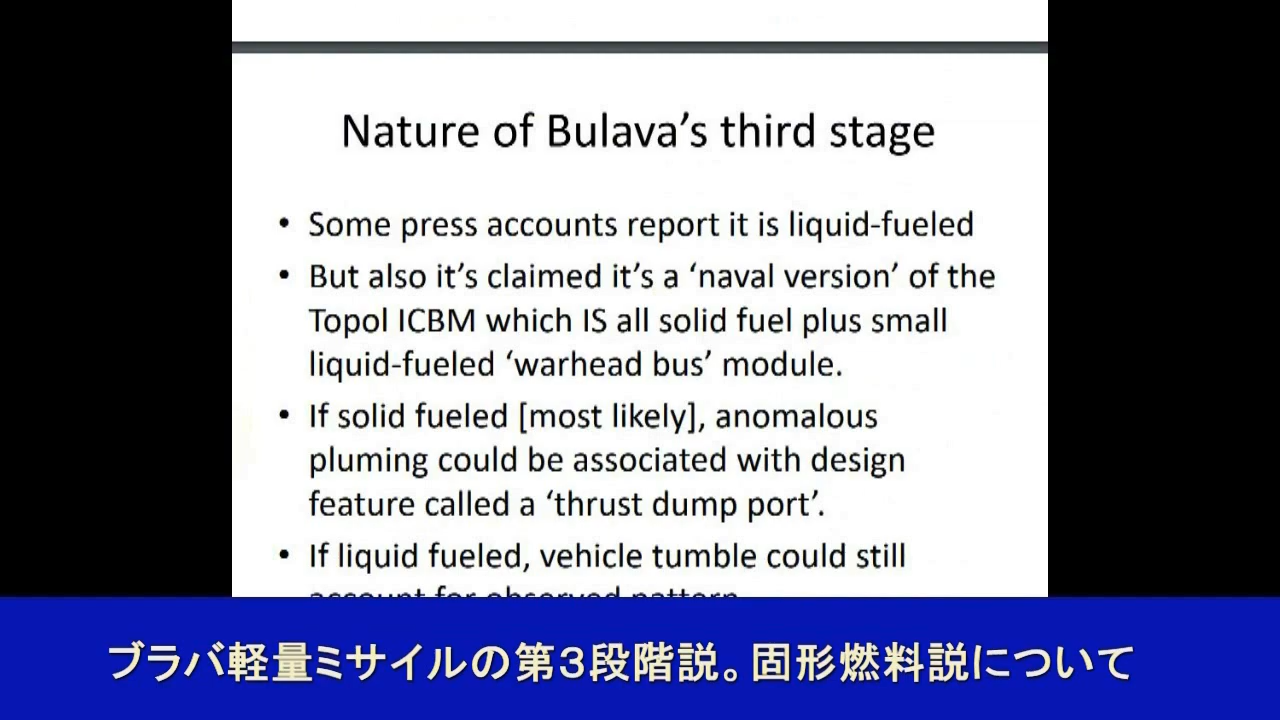 Nature of Bulava's third stage
• Some press accounts report it is liquid-fueled
• But also it's claimed it's a ‘naval version’ of the
Topol ICBM which IS all solid fuel plus small
liquid-fueled ‘warhead bus’ module.
• If solid fueled [most likely], anomalous
pluming could be associated with design
feature called a ‘thrust dump port’.
• If liquid fueled, vehicle tumble could still
account for observed pattern
ブラバ軽量ミサイルの第３段階説。固形燃料説について